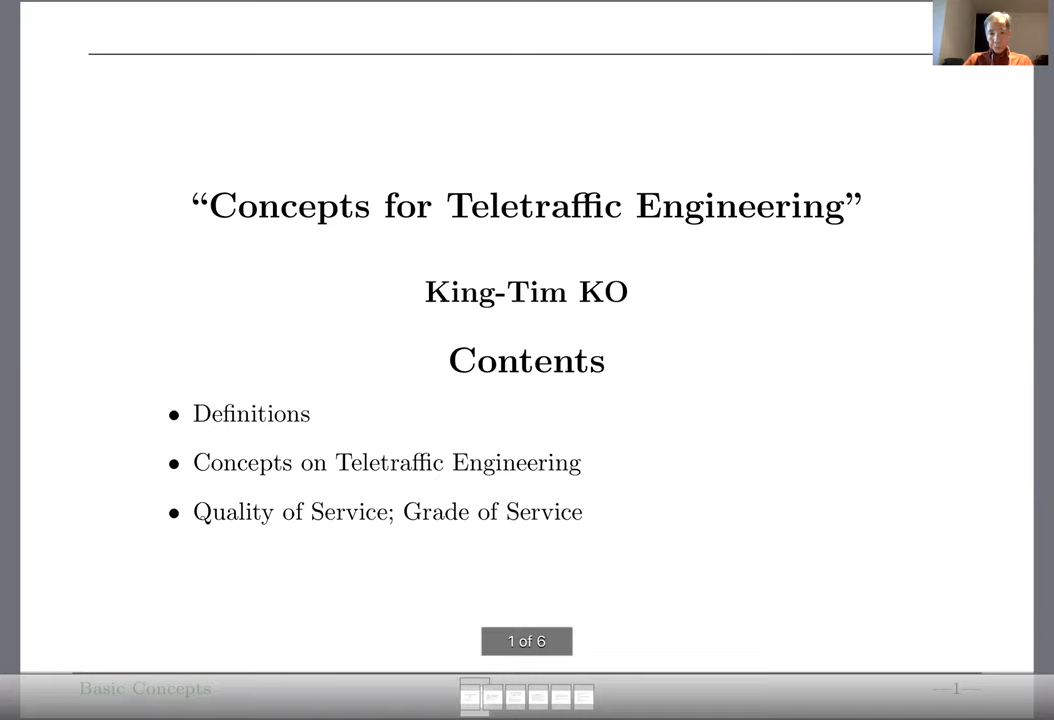 “Concepts for Teletraffic Engineering”
King-Tim KO
Contents
• Definitions
• Concepts on Teletraffic Engineering
• Quality of Service; Grade of Service
1 of 6
Basic Concepts
—1—